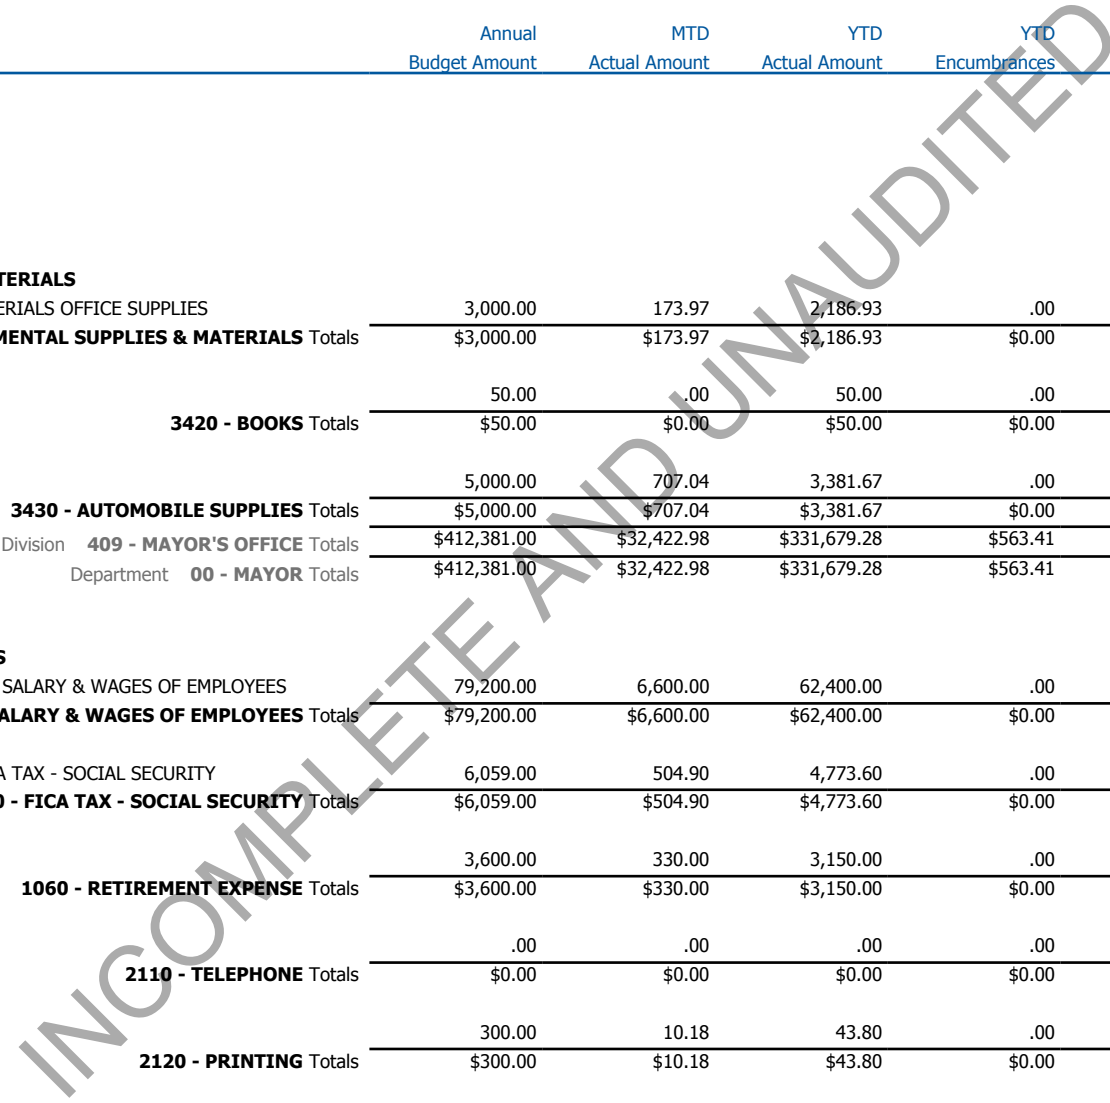 Annual MTD YTD YTD
Budget Amount Actual Amount Actual Amount Encumbrances
TERIALS
ERIALS OFFICE SUPPLIES 3,000.00 173.97 2,186.93 .00
MENTAL SUPPLIES & MATERIALS Totals $3,000.00 $173.97 $2,186.93 $0.00
50.00 .00 50.00 .00
3420 - BOOKS Totals $50.00 $0.00 $50.00 $0.00
5,000.00 707.04 3,381.67 .00
3430 - AUTOMOBILE SUPPLIES Totals $5,000.00 $707.04 $3,381.67 $0.00
Division 409 - MAYOR'S OFFICE Totals $412,381.00 $32,422.98 $331,679.28 $563.41
Department 00 - MAYOR Totals $412,381.00 $32,422.98 $331,679.28 $563.41
S
SALARY & WAGES OF EMPLOYEES 79,200.00 6,600.00 62,400.00 .00
ALARY & WAGES OF EMPLOYEES Totals $79,200.00 $6,600.00 $62,400.00 $0.00
A TAX - SOCIAL SECURITY 6,059.00 504.90 4,773.60 .00
0 - FICA TAX - SOCIAL SECURITY Totals $6,059.00 $504.90 $4,773.60 $0.00
3,600.00 330.00 3,150.00 .00
1060 - RETIREMENT EXPENSE Totals $3,600.00 $330.00 $3,150.00 $0.00
.00 .00 .00 .00
2110 - TELEPHONE Totals $0.00 $0.00 $0.00 $0.00
300.00 10.18 43.80 .00
2120 - PRINTING Totals $300.00 $10.18 $43.80 $0.00
INCOMPLETE AND UNAUDITED